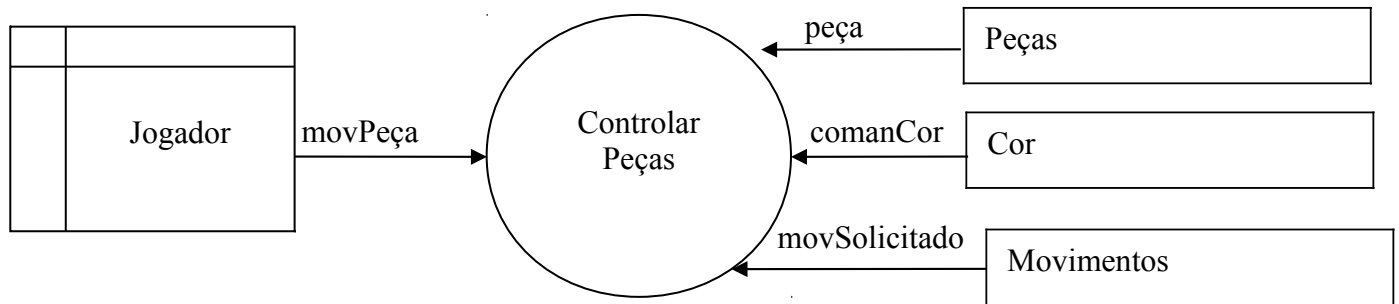 Jogador
movPeça
Controlar
Peças
peça
Peças
comanCor
Cor
movSolicitado
Movimentos